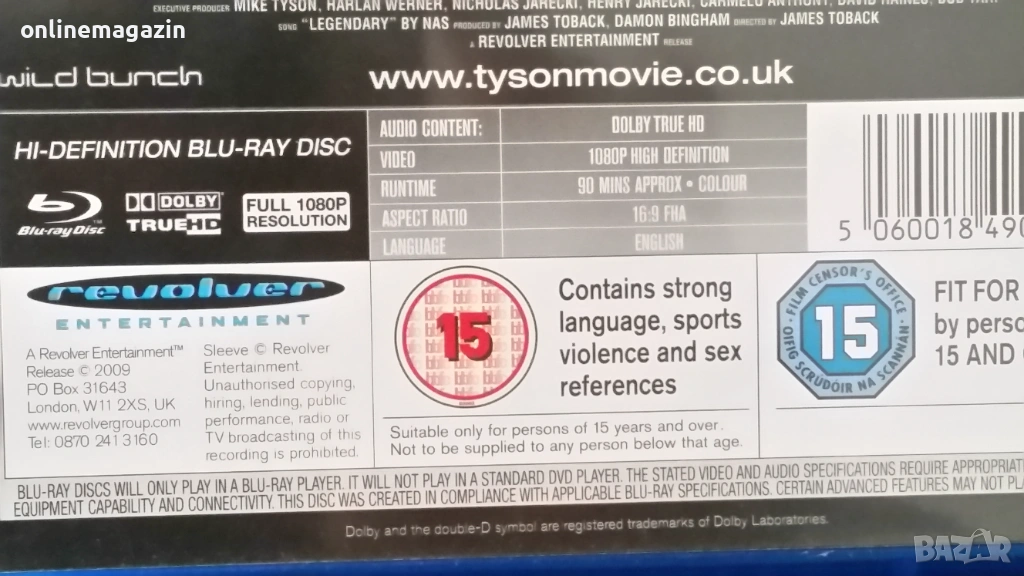 onlinemagazin
EXECUTIVE PRODUCER MIKE TYSON, HARLAN WERNER, NICHOLAS JARECKI, HENRY JARECKI, CARMELO ANTHONY, DAVID HAINES, BOB YARI
SONG "LEGENDARY" BY NAS PRODUCED BY JAMES TOBACK, DAMON BINGHAM DIRECTED BY JAMES TOBACK
A REVOLVER ENTERTAINMENT RELEASE
wild bunch
www.tysonmovie.co.uk
HI-DEFINITION BLU-RAY DISC
Blu-ray Disc™
DOLBY
TRUEHD
FULL 1080P
RESOLUTION
AUDIO CONTENT: DOLBY TRUE HD
VIDEO 1080P HIGH DEFINITION
RUNTIME 90 MINS APPROX • COLOUR
ASPECT RATIO 16:9 FHA
LANGUAGE ENGLISH
5 060018 490
revolver
ENTERTAINMENT
A Revolver Entertainment™
Release © 2009
PO Box 31643
London, W11 2XS, UK
www.revolvergroup.com
Tel: 0870 241 3160
Sleeve © Revolver
Entertainment.
Unauthorised copying,
hiring, lending, public
performance, radio or
TV broadcasting of this
recording is prohibited.
15
Contains strong
language, sports
violence and sex
references
Suitable only for persons of 15 years and over.
Not to be supplied to any person below that age.
FILM CENSOR'S OFFICE
15
OIFIG SCRÚDÓIR NA SCANNÁN
FIT FOR
by perso
15 AND
BLU-RAY DISCS WILL ONLY PLAY IN A BLU-RAY PLAYER. IT WILL NOT PLAY IN A STANDARD DVD PLAYER. THE STATED VIDEO AND AUDIO SPECIFICATIONS REQUIRE APPROPRIAT
EQUIPMENT CAPABILITY AND CONNECTIVITY. THIS DISC WAS CREATED IN COMPLIANCE WITH APPLICABLE BLU-RAY SPECIFICATIONS. CERTAIN ADVANCED FEATURES MAY NOT PLA
Dolby and the double-D symbol are registered trademarks of Dolby Laboratories.
BAZAR